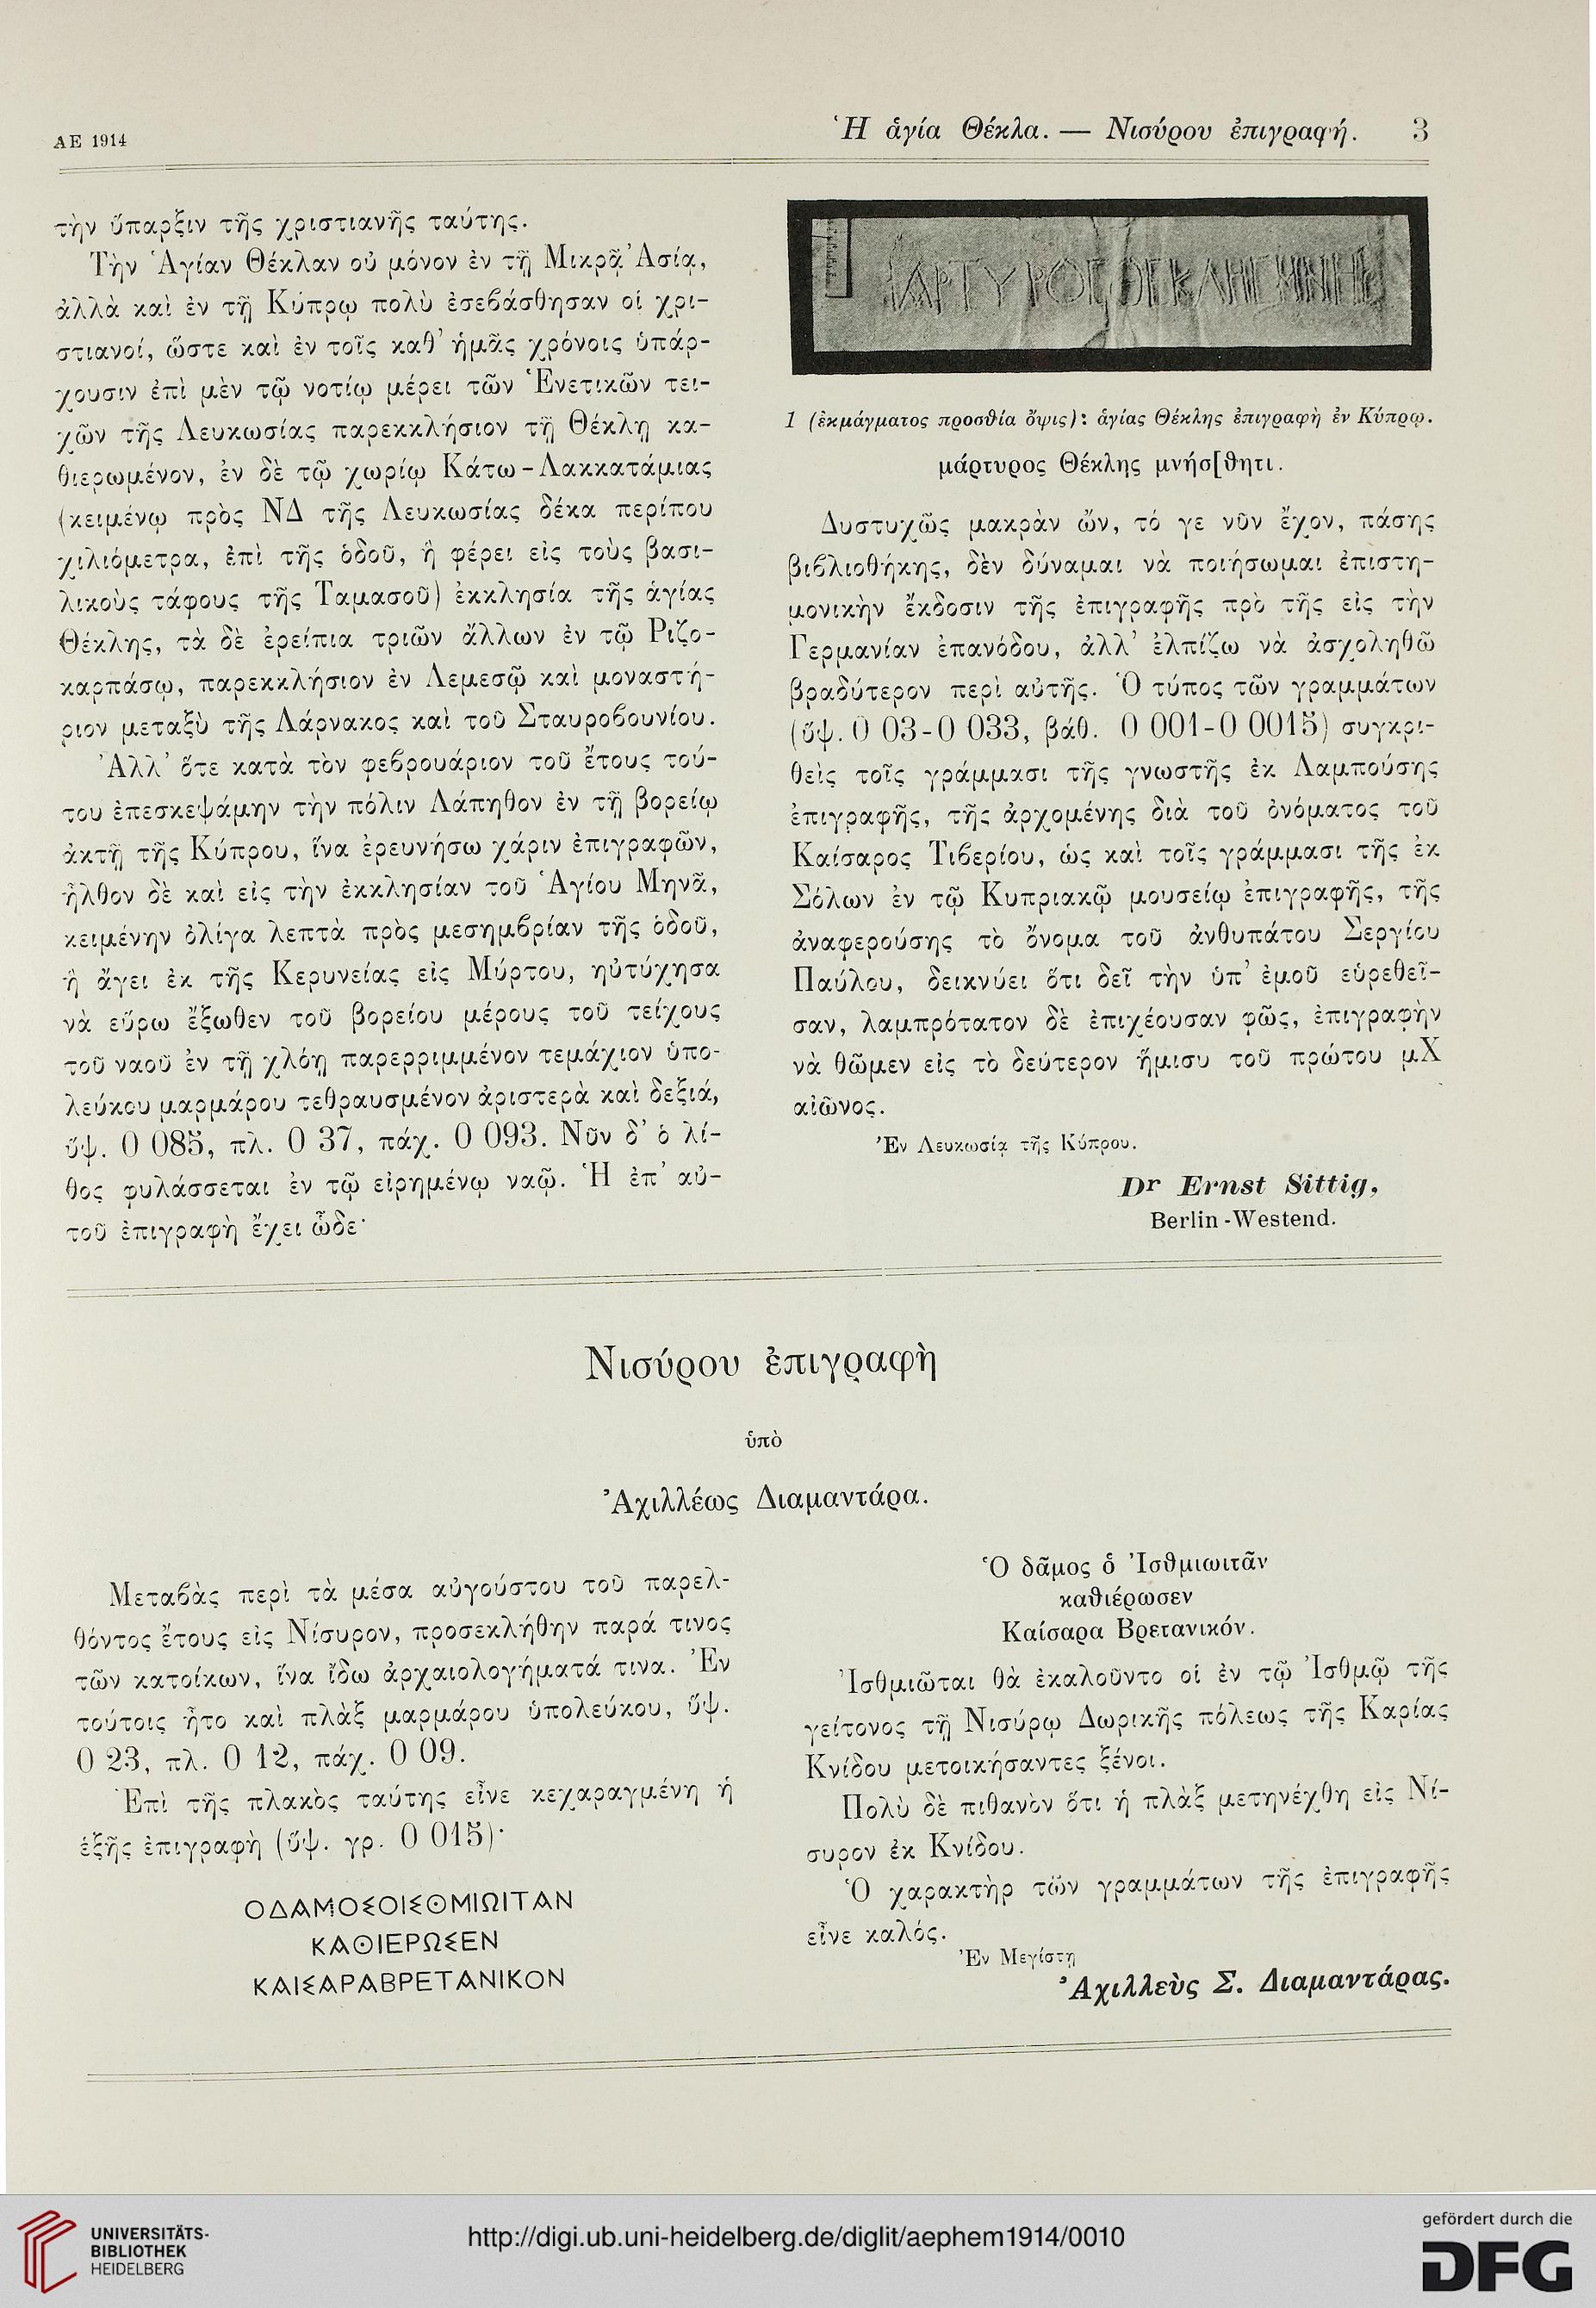 ΑΕ 1914
Ἡ ἁγία Θέκλα. — Νισύρου ἐπιγραφή. 3
τὴν ὕπαρξιν τῆς χριστιανῆς ταύτης.
Τὴν Ἁγίαν Θέκλαν οὐ μόνον ἐν τῇ Μικρᾷ Ἀσίᾳ,
ἀλλὰ καὶ ἐν τῇ Κύπρῳ πολὺ ἐσεβάσθησαν οἱ χρι-
στιανοί, ὥστε καὶ ἐν τοῖς καθ' ἡμᾶς χρόνοις ὑπάρ-
χουσιν ἐπὶ μὲν τῷ νοτίῳ μέρει τῶν Ἑνετικῶν τει-
χῶν τῆς Λευκωσίας παρεκκλήσιον τῇ Θέκλῃ κα-
θιερωμένον, ἐν δὲ τῷ χωρίῳ Κάτω-Λακκατάμιας
(κειμένῳ πρὸς ΝΔ τῆς Λευκωσίας δέκα περίπου
χιλιόμετρα, ἐπὶ τῆς ὁδοῦ, ἡ φέρει εἰς τοὺς βασι-
λικοὺς τάφους τῆς Ταμασοῦ) ἐκκλησία τῆς ἁγίας
Θέκλης, τὰ δὲ ἐρείπια τριῶν ἄλλων ἐν τῷ Ριζο-
καρπάσῳ, παρεκκλήσιον ἐν Λεμεσῷ καὶ μοναστή-
ριον μεταξὺ τῆς Λάρνακος καὶ τοῦ Σταυροβουνίου.
Ἀλλ' ὅτε κατὰ τὸν φεβρουάριον τοῦ ἔτους τού-
του ἐπεσκεψάμην τὴν πόλιν Λάπηθον ἐν τῇ βορείῳ
ἀκτῇ τῆς Κύπρου, ἵνα ἐρευνήσω χάριν ἐπιγραφῶν,
ἦλθον δὲ καὶ εἰς τὴν ἐκκλησίαν τοῦ Ἁγίου Μηνᾶ,
κειμένην ὀλίγα λεπτὰ πρὸς μεσημβρίαν τῆς ὁδοῦ,
ἡ ἄγει ἐκ τῆς Κερυνείας εἰς Μύρτου, ηὐτύχησα
νὰ εὕρω ἔξωθεν τοῦ βορείου μέρους τοῦ τείχους
τοῦ ναοῦ ἐν τῇ χλόῃ παρερριμμένον τεμάχιον ὑπο-
λεύκου μαρμάρου τεθραυσμένον ἀριστερὰ καὶ δεξιά,
ὕψ. 0 085, πλ. 0 37, πάχ. 0 093. Νῦν δ' ὁ λί-
θος φυλάσσεται ἐν τῷ εἰρημένῳ ναῷ. Ἡ ἐπ' αὐ-
τοῦ ἐπιγραφὴ ἔχει ὧδε·
ΑΡΤΥΡΟΣ ΘΕΚΛΗΣ ΜΝΗΣ
1 (ἐκμάγματος προσθία ὄψις): ἁγίας Θέκλης ἐπιγραφὴ ἐν Κύπρῳ.
μάρτυρος Θέκλης μνήσ[θητι.
Δυστυχῶς μακρὰν ὤν, τό γε νῦν ἔχον, πάσης
βιβλιοθήκης, δὲν δύναμαι νὰ ποιήσωμαι ἐπιστη-
μονικὴν ἔκδοσιν τῆς ἐπιγραφῆς πρὸ τῆς εἰς τὴν
Γερμανίαν ἐπανόδου, ἀλλ' ἐλπίζω νὰ ἀσχοληθῶ
βραδύτερον περὶ αὐτῆς. Ὁ τύπος τῶν γραμμάτων
(ὕψ. 0 03-0 033, βάθ. 0 001-0 0015) συγκρι-
θεὶς τοῖς γράμμασι τῆς γνωστῆς ἐκ Λαμπούσης
ἐπιγραφῆς, τῆς ἀρχομένης διὰ τοῦ ὀνόματος τοῦ
Καίσαρος Τιβερίου, ὡς καὶ τοῖς γράμμασι τῆς ἐκ
Σόλων ἐν τῷ Κυπριακῷ μουσείῳ ἐπιγραφῆς, τῆς
ἀναφερούσης τὸ ὄνομα τοῦ ἀνθυπάτου Σεργίου
Παύλου, δεικνύει ὅτι δεῖ τὴν ὑπ' ἐμοῦ εὑρεθεῖ-
σαν, λαμπρότατον δὲ ἐπιχέουσαν φῶς, ἐπιγραφὴν
νὰ θῶμεν εἰς τὸ δεύτερον ἥμισυ τοῦ πρώτου μΧ
αἰῶνος.
Ἐν Λευκωσίᾳ τῆς Κύπρου.
Dr Ernst Sittig,
Berlin-Westend.
Νισύρου ἐπιγραφὴ
ὑπὸ
Ἀχιλλέως Διαμαντάρα.
Μεταβὰς περὶ τὰ μέσα αὐγούστου τοῦ παρελ-
θόντος ἔτους εἰς Νίσυρον, προσεκλήθην παρά τινος
τῶν κατοίκων, ἵνα ἴδω ἀρχαιολογήματά τινα. Ἐν
τούτοις ἦτο καὶ πλὰξ μαρμάρου ὑπολεύκου, ὕψ.
0 23, πλ. 0 12, πάχ. 0 09.
Ἐπὶ τῆς πλακὸς ταύτης εἶνε κεχαραγμένη ἡ
ἑξῆς ἐπιγραφὴ (ὕψ. γρ. 0 015)·
ΟΔΑΜΟΣΟΙΣΘΜΙΩΙΤΑΝ
ΚΑΘΙΕΡΩΣΕΝ
ΚΑΙΣΑΡΑΒΡΕΤΑΝΙΚΟΝ
Ὁ δᾶμος ὁ Ἰσθμιωιτᾶν
καθιέρωσεν
Καίσαρα Βρετανικόν.
Ἰσθμιῶται θὰ ἐκαλοῦντο οἱ ἐν τῷ Ἰσθμῷ τῆς
γείτονος τῇ Νισύρῳ Δωρικῆς πόλεως τῆς Καρίας
Κνίδου μετοικήσαντες ξένοι.
Πολὺ δὲ πιθανὸν ὅτι ἡ πλὰξ μετηνέχθη εἰς Νί-
συρον ἐκ Κνίδου.
Ὁ χαρακτὴρ τῶν γραμμάτων τῆς ἐπιγραφῆς
εἶνε καλός.
Ἐν Μεγίστῃ
Ἀχιλλεὺς Σ. Διαμαντάρας.
UNIVERSITÄTS-
BIBLIOTHEK
HEIDELBERG
http://digi.ub.uni-heidelberg.de/diglit/aephem1914/0010
gefördert durch die
DFG